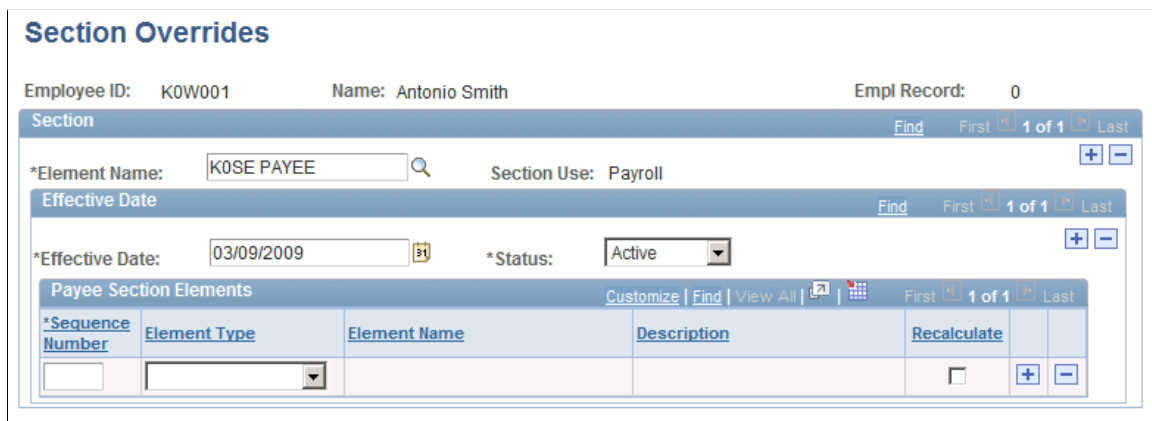 Section Overrides
Employee ID: K0W001 Name: Antonio Smith Empl Record: 0
Section Find First 1 of 1 Last
*Element Name: K0SE PAYEE Section Use: Payroll
Effective Date Find First 1 of 1 Last
*Effective Date: 03/09/2009 31 *Status: Active
Payee Section Elements Customize | Find | View All | | First 1 of 1 Last
*Sequence Number Element Type Element Name Description Recalculate